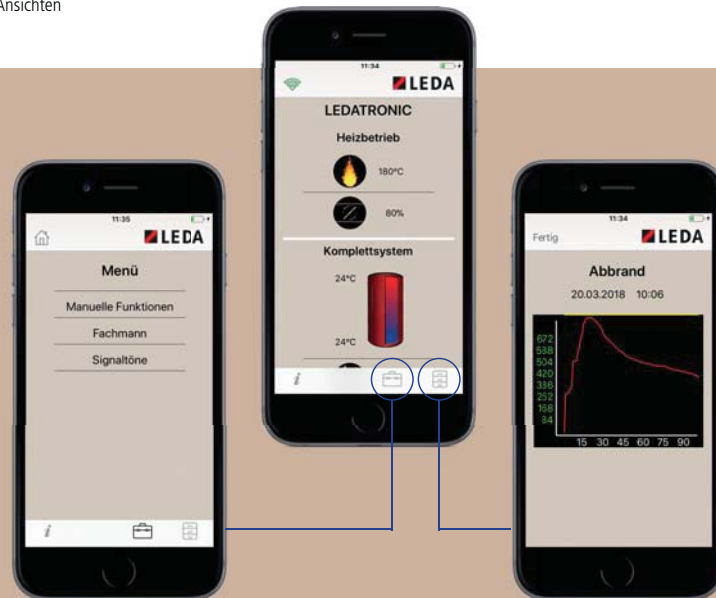 Ansichten
11:34
LEDA
LEDATRONIC
Heizbetrieb
180°C
80%
Komplettsystem
24°C
24°C
11:35
LEDA
Menü
Manuelle Funktionen
Fachmann
Signaltöne
11:34
Fertig
LEDA
Abbrand
20.03.2018 10:06
672
588
504
420
336
252
168
84
15 30 45 60 75 90